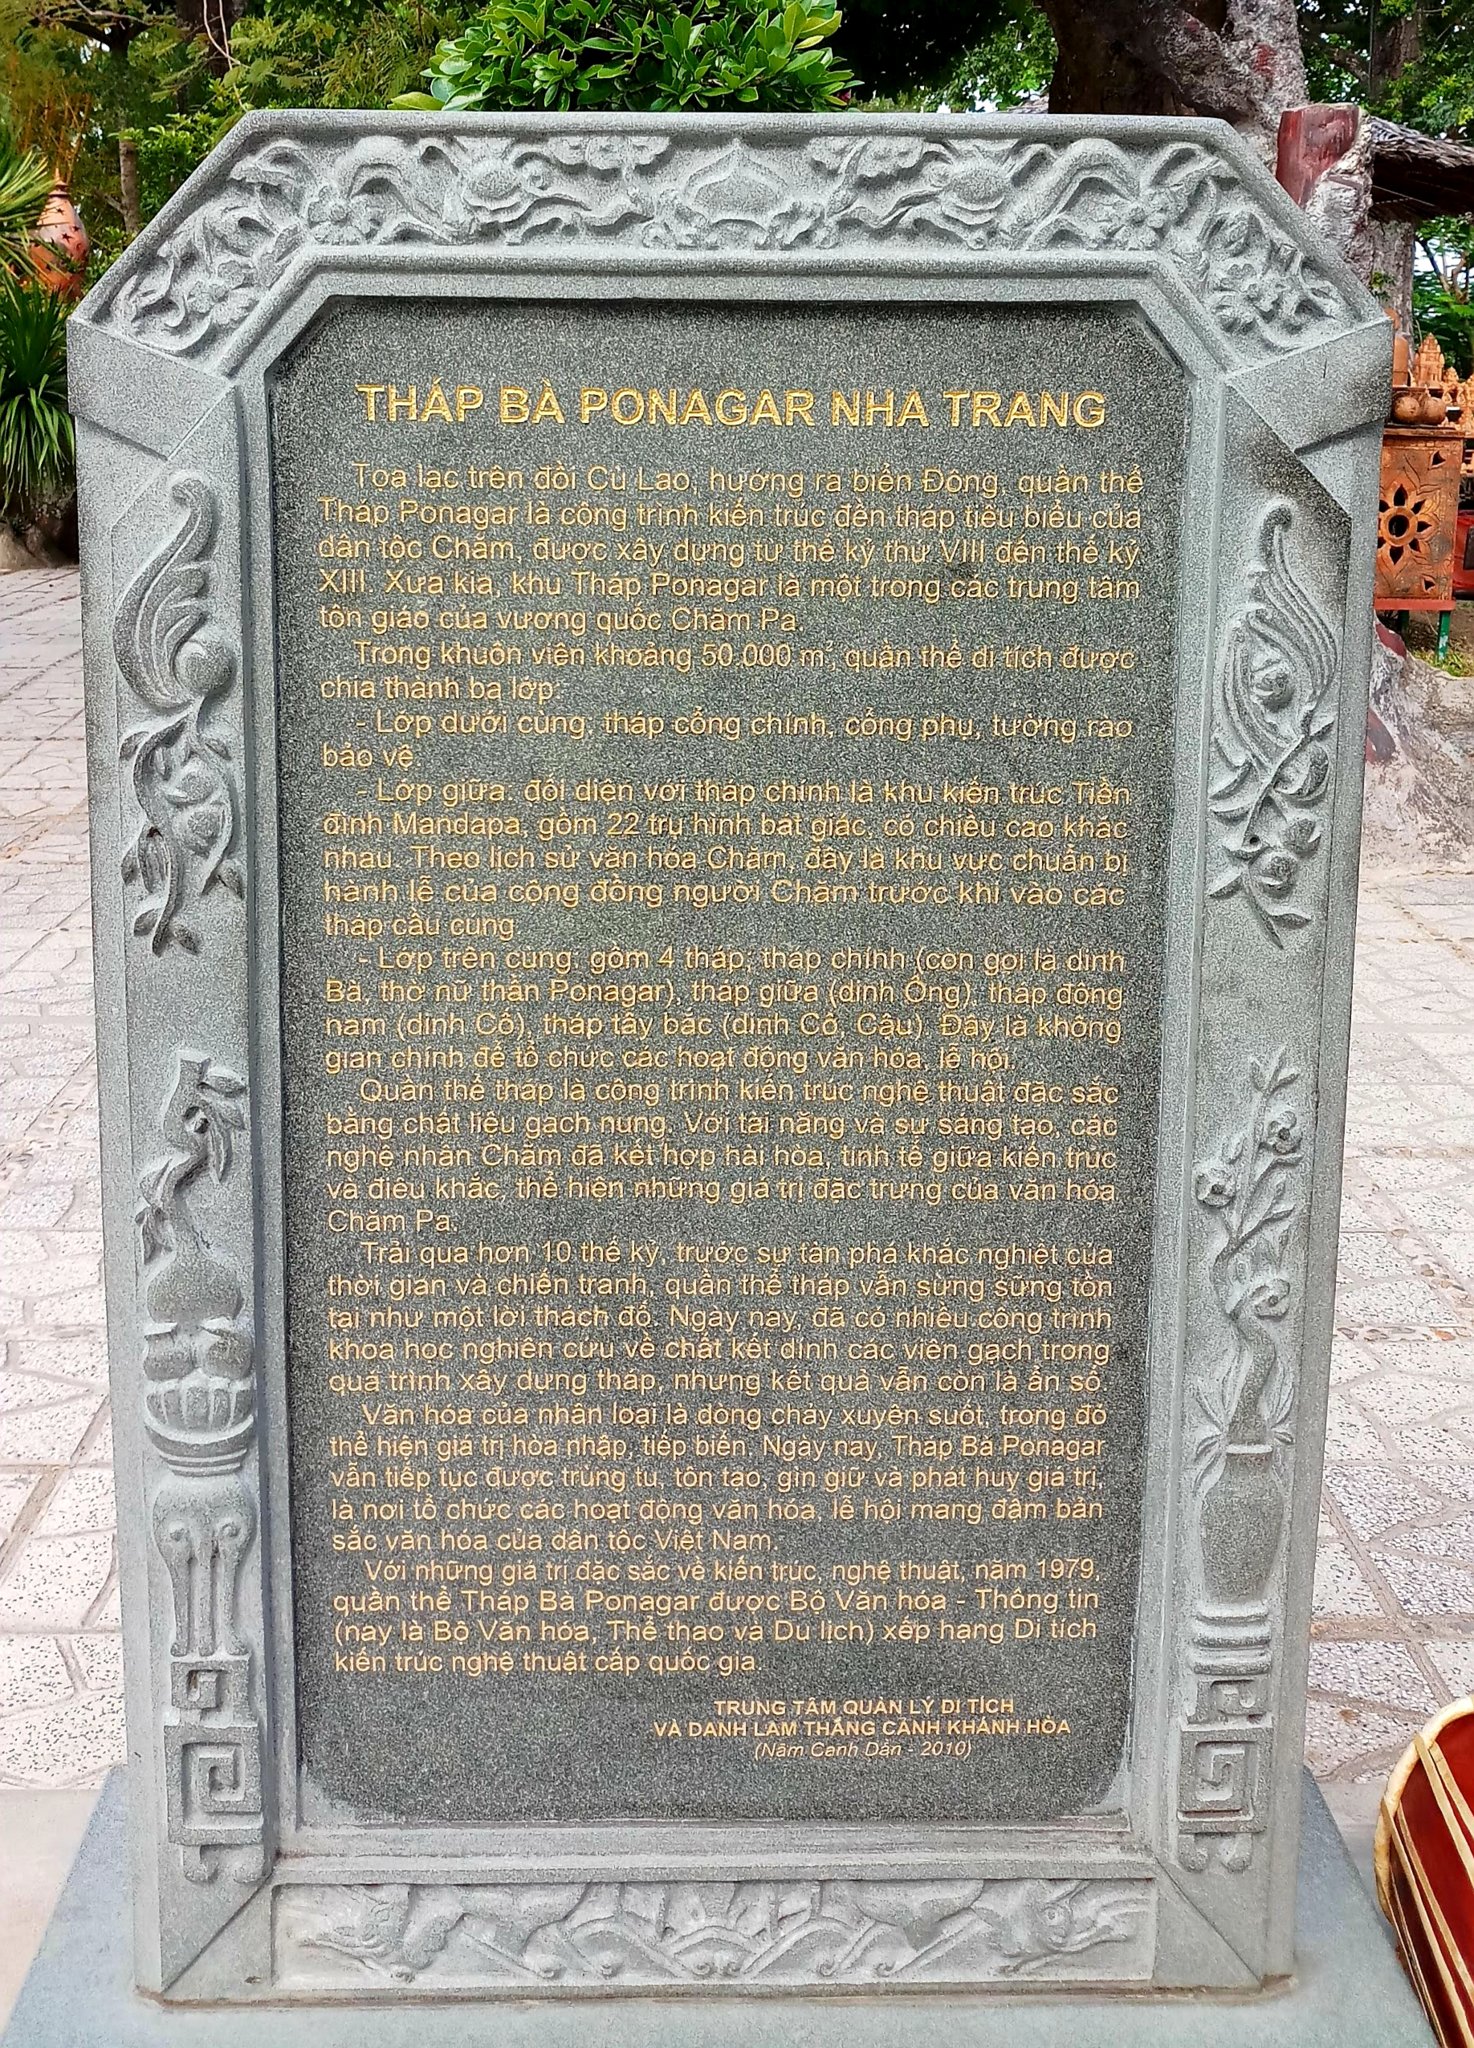 THÁP BÀ PONAGAR NHA TRANG
Tọa lạc trên đồi Cù Lao, hướng ra biển Đông, quần thể
Tháp Ponagar là công trình kiến trúc đền tháp tiêu biểu của
dân tộc Chăm, được xây dựng từ thế kỷ thứ VIII đến thế kỷ
XIII. Xưa kia, khu Tháp Ponagar là một trong các trung tâm
tôn giáo của vương quốc Chăm Pa.
Trong khuôn viên khoảng 50.000 m², quần thể di tích được
chia thành ba lớp:
- Lớp dưới cùng: tháp cổng chính, cổng phụ, tường rào
bảo vệ
- Lớp giữa: đối diện với tháp chính là khu kiến trúc Tiền
đình Mandapa, gồm 22 trụ hình bát giác, có chiều cao khác
nhau. Theo lịch sử văn hóa Chăm, đây là khu vực chuẩn bị
hành lễ của cộng đồng người Chăm trước khi vào các
tháp cầu cúng
- Lớp trên cùng: gồm 4 tháp; tháp chính (còn gọi là dinh
Bà, thờ nữ thần Ponagar), tháp giữa (dinh Ông), tháp đông
nam (dinh Cố), tháp tây bắc (dinh Cô, Cậu). Đây là không
gian chính để tổ chức các hoạt động văn hóa, lễ hội.
Quần thể tháp là công trình kiến trúc nghệ thuật đặc sắc
bằng chất liệu gạch nung. Với tài năng và sự sáng tạo, các
nghệ nhân Chăm đã kết hợp hài hòa, tinh tế giữa kiến trúc
và điêu khắc, thể hiện những giá trị đặc trưng của văn hóa
Chăm Pa.
Trải qua hơn 10 thế kỷ, trước sự tàn phá khắc nghiệt của
thời gian và chiến tranh, quần thể tháp vẫn sừng sững tồn
tại như một lời thách đố. Ngày nay, đã có nhiều công trình
khoa học nghiên cứu về chất kết dính các viên gạch trong
quá trình xây dựng tháp, nhưng kết quả vẫn còn là ẩn số.
Văn hóa của nhân loại là dòng chảy xuyên suốt, trong đó
thể hiện giá trị hòa nhập, tiếp biến. Ngày nay, Tháp Bà Ponagar
vẫn tiếp tục được trùng tu, tôn tạo, gìn giữ và phát huy giá trị,
là nơi tổ chức các hoạt động văn hóa, lễ hội mang đậm bản
sắc văn hóa của dân tộc Việt Nam.
Với những giá trị đặc sắc về kiến trúc, nghệ thuật, năm 1979,
quần thể Tháp Bà Ponagar được Bộ Văn hóa - Thông tin
(nay là Bộ Văn hóa, Thể thao và Du lịch) xếp hạng Di tích
kiến trúc nghệ thuật cấp quốc gia.
TRUNG TÂM QUẢN LÝ DI TÍCH
VÀ DANH LAM THẮNG CẢNH KHÁNH HÒA
(Năm Canh Dần - 2010)